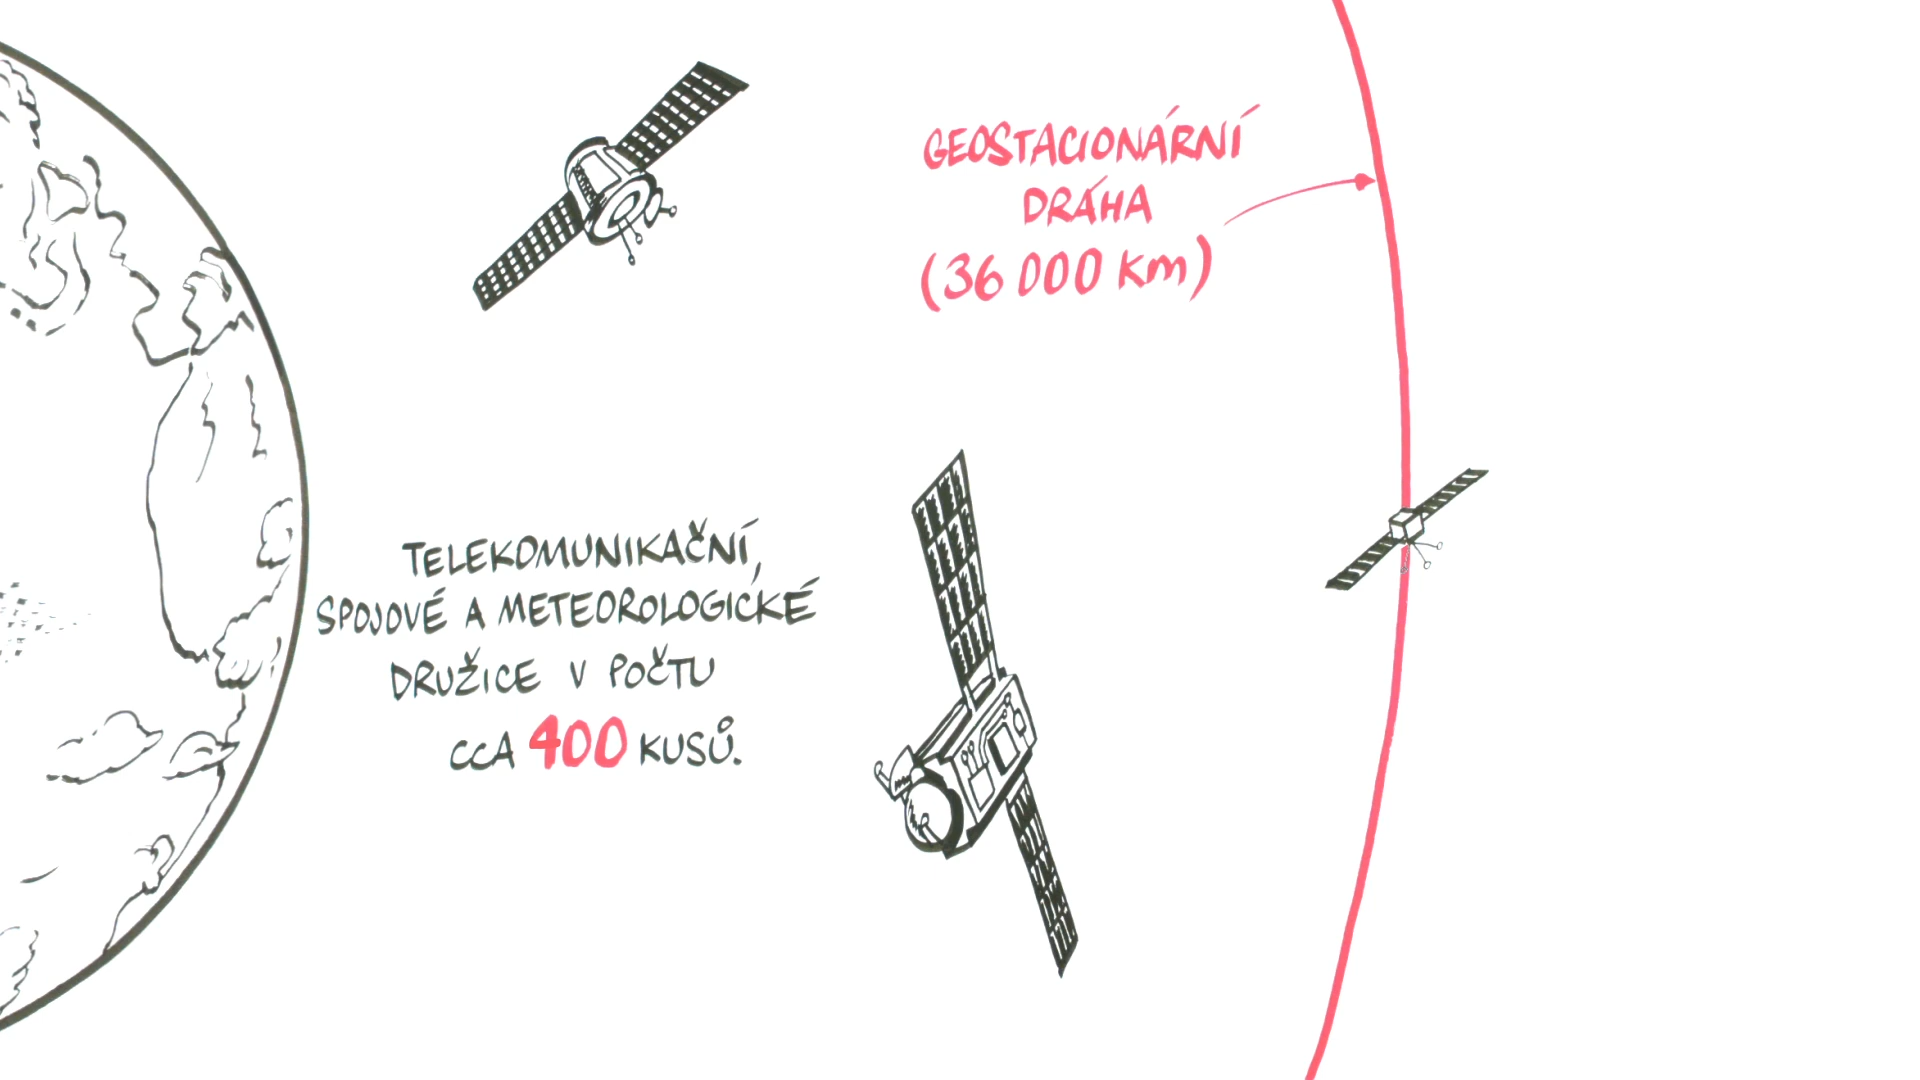 GEOSTACIONÁRNÍ
DRÁHA
(36 000 km)
TELEKOMUNIKAČNÍ,
SPOJOVÉ A METEOROLOGICKÉ
DRUŽICE V POČTU
CCA 400 KUSŮ.